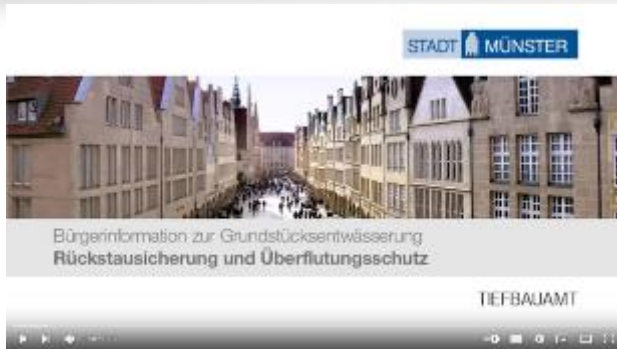 STADT MÜNSTER
Bürgerinformation zur Grundstücksentwässerung
Rückstausicherung und Überflutungsschutz
TIEFBAUAMT